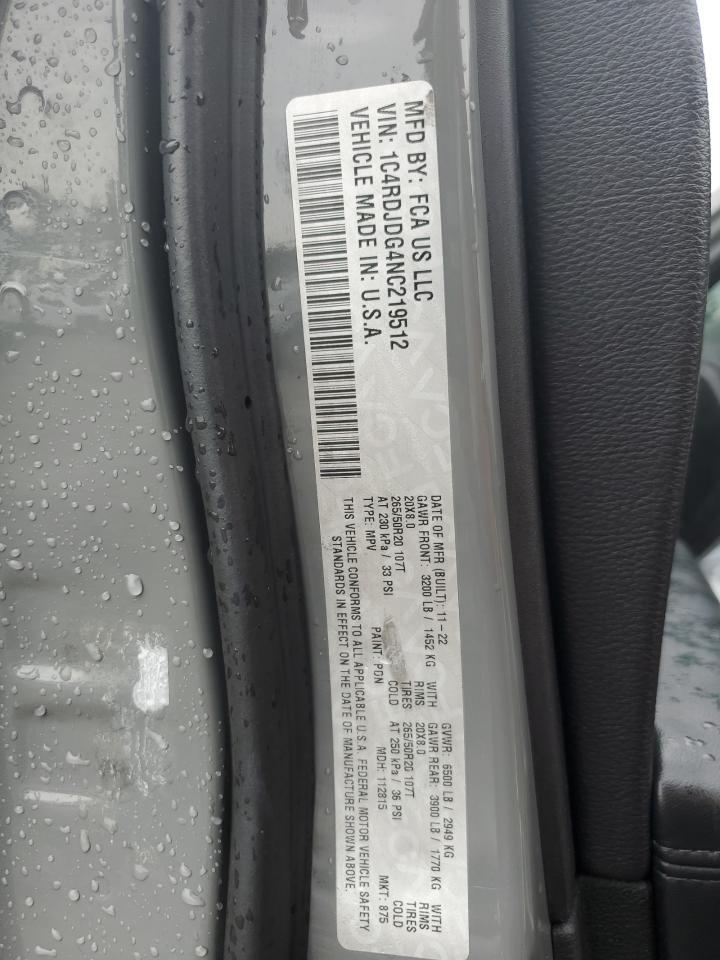 MFD BY: FCA US LLC
VIN: 1C4RDJDG4NC219512
VEHICLE MADE IN: U.S.A.
DATE OF MFR (BUILT): 11-22 GVWR: 6500 LB / 2949 KG
GAWR FRONT: 3200 LB / 1452 KG WITH GAWR REAR: 3900 LB / 1770 KG WITH
20X8.0 RIMS 20X8.0 RIMS
265/50R20 107T TIRES 265/50R20 107T TIRES
AT 230 kPa / 33 PSI COLD AT 250 kPa / 36 PSI COLD
TYPE: MPV PAINT: PDN MDH: 112815 MKT: 875
THIS VEHICLE CONFORMS TO ALL APPLICABLE U.S.A. FEDERAL MOTOR VEHICLE SAFETY
STANDARDS IN EFFECT ON THE DATE OF MANUFACTURE SHOWN ABOVE.